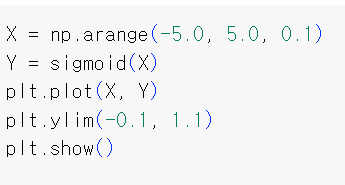 X = np.arange(-5.0, 5.0, 0.1)
Y = sigmoid(X)
plt.plot(X, Y)
plt.ylim(-0.1, 1.1)
plt.show()